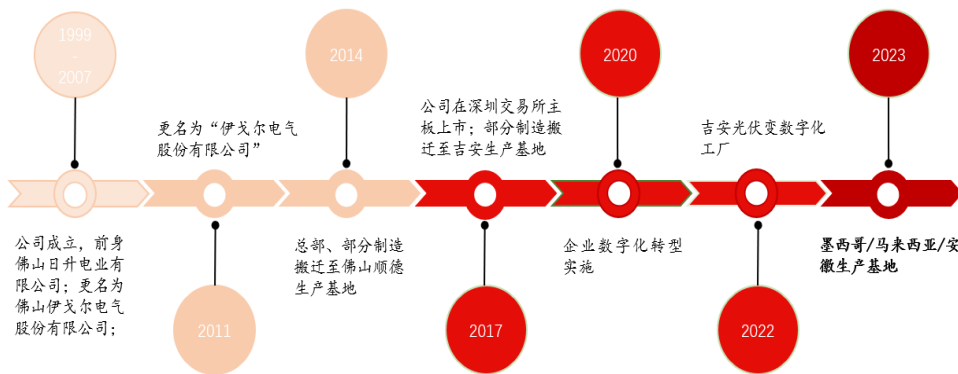 1999
-
2007
公司成立，前身
佛山日升电业有
限公司；更名为
佛山伊戈尔电气
股份有限公司；
更名为“伊戈尔电气
股份有限公司”
2011
2014
总部、部分制造
搬迁至佛山顺德
生产基地
公司在深圳交易所主
板上市；部分制造搬
迁至吉安生产基地
2017
2020
企业数字化转型
实施
吉安光伏变数字化
工厂
2022
2023
墨西哥/马来西亚/安
徽生产基地